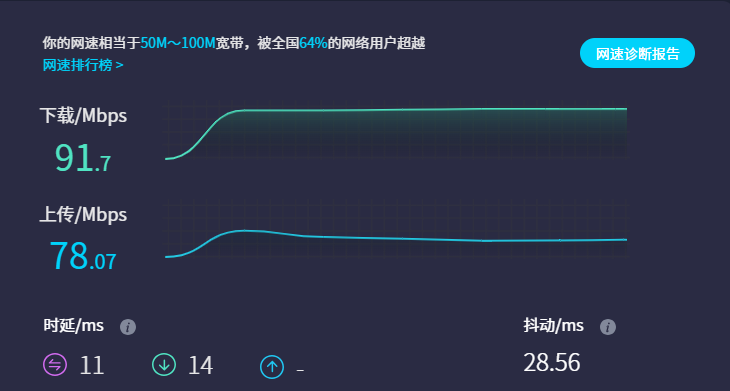 你的网速相当于50M～100M宽带，被全国64%的网络用户超越
网速排行榜 >
网速诊断报告
下载/Mbps
91.7
上传/Mbps
78.07
时延/ms i
11 14 -
抖动/ms i
28.56